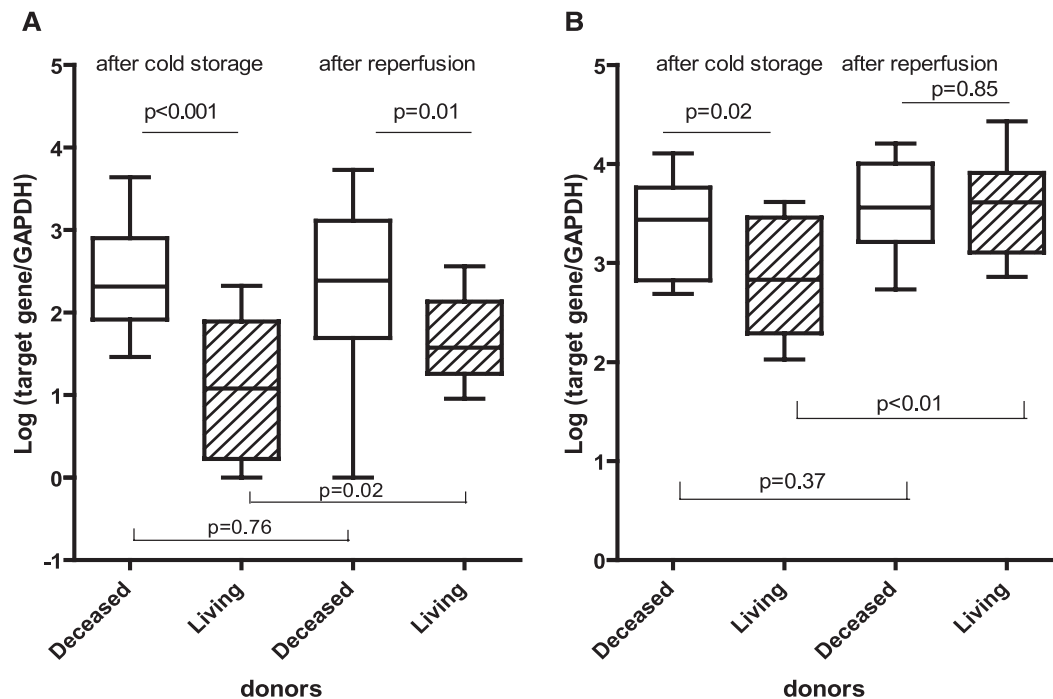 A
after cold storage after reperfusion
5
p<0.001 p=0.01
4
3
2
1
0
-1
p=0.02
p=0.76
Log (target gene/GAPDH)
Deceased Living Deceased Living
donors
B
after cold storage after reperfusion
5
p=0.02 p=0.85
4
3
2
1
0
p<0.01
p=0.37
Log (target gene/GAPDH)
Deceased Living Deceased Living
donors